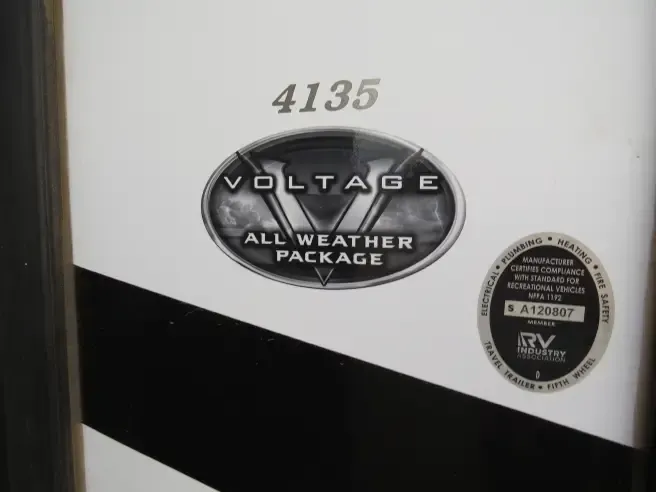 4135
VOLTAGE
ALL WEATHER
PACKAGE
ELECTRICAL • PLUMBING • HEATING • FIRE SAFETY
MANUFACTURER
CERTIFIES COMPLIANCE
WITH STANDARD FOR
RECREATIONAL VEHICLES
NFPA 1192
S A120807
MEMBER
RV
INDUSTRY
ASSOCIATION
D
TRAVEL TRAILER • FIFTH WHEEL